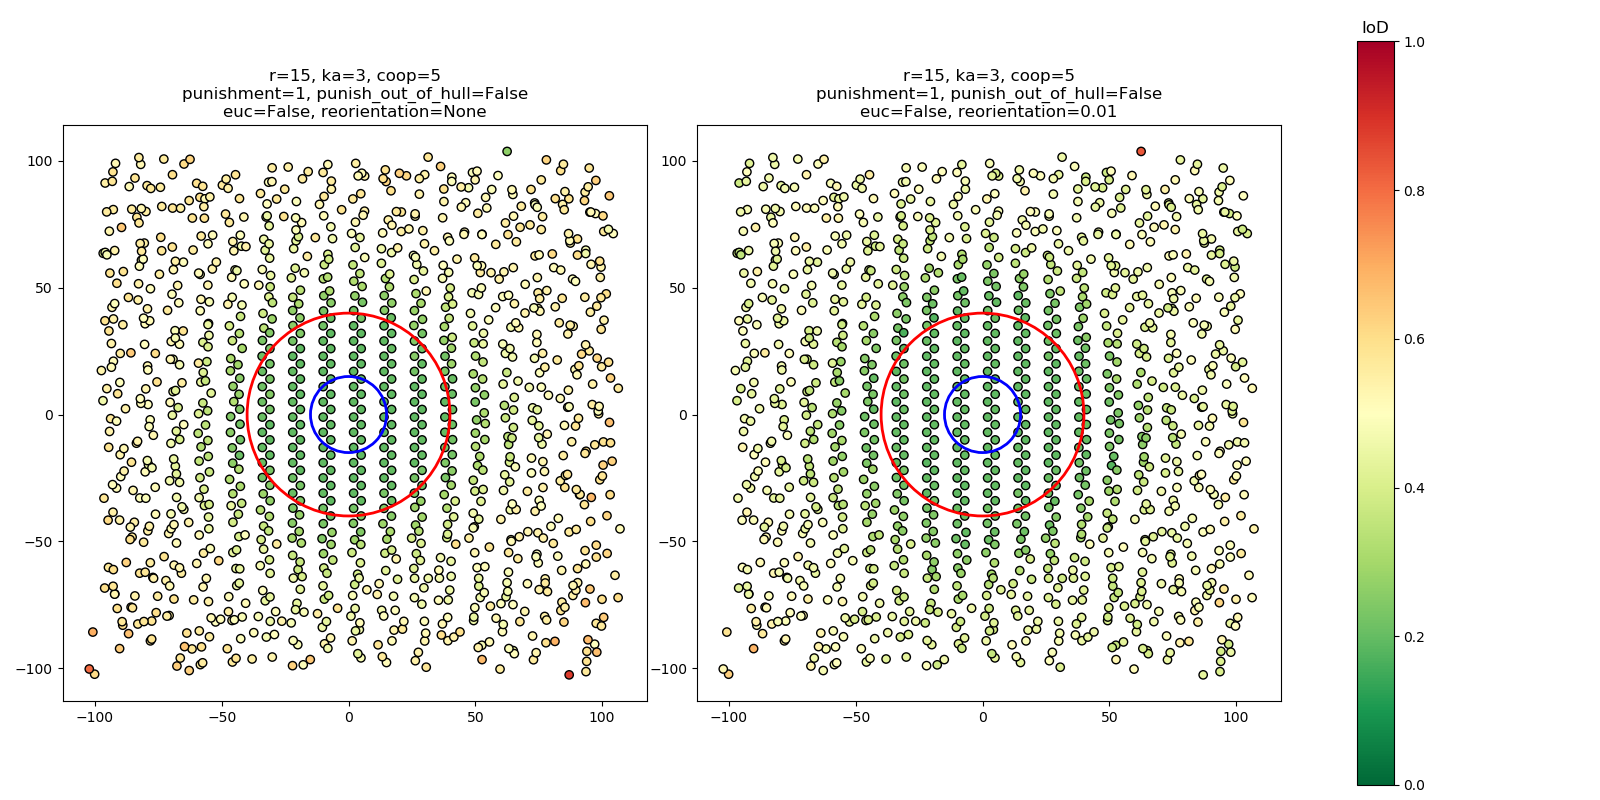 IoD
r=15, ka=3, coop=5
punishment=1, punish_out_of_hull=False
euc=False, reorientation=None
r=15, ka=3, coop=5
punishment=1, punish_out_of_hull=False
euc=False, reorientation=0.01
100
50
0
−50
−100
−100 −50 0 50 100
100
50
0
−50
−100
−100 −50 0 50 100
1.0
0.8
0.6
0.4
0.2
0.0